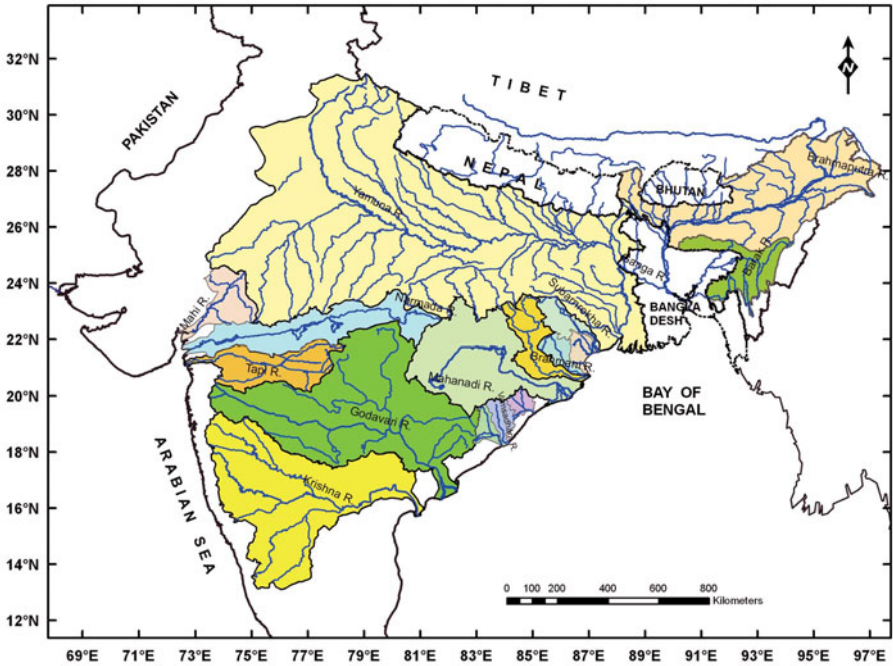 32°N
30°N
28°N
26°N
24°N
22°N
20°N
18°N
16°N
14°N
12°N
TIBET
N
PAKISTAN
NEPAL
BHUTAN
Brahmaputra R.
Yamuna R.
Barak R.
Ganga R.
Mahi R.
Narmada R.
Subarnrekha R.
BANGLA
DESH
Brahmani R.
Tapi R.
Mahanadi R.
BAY OF
BENGAL
Godavari R.
Krishna R.
ARABIAN SEA
0 100 200 400 600 800
Kilometers
69°E 71°E 73°E 75°E 77°E 79°E 81°E 83°E 85°E 87°E 89°E 91°E 93°E 95°E 97°E